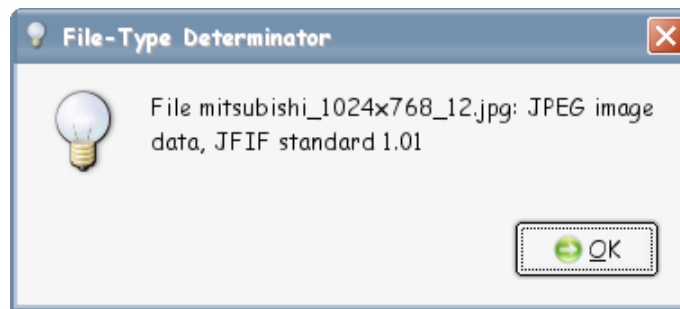 File-Type Determinator
File mitsubishi_1024x768_12.jpg: JPEG image
data, JFIF standard 1.01
OK